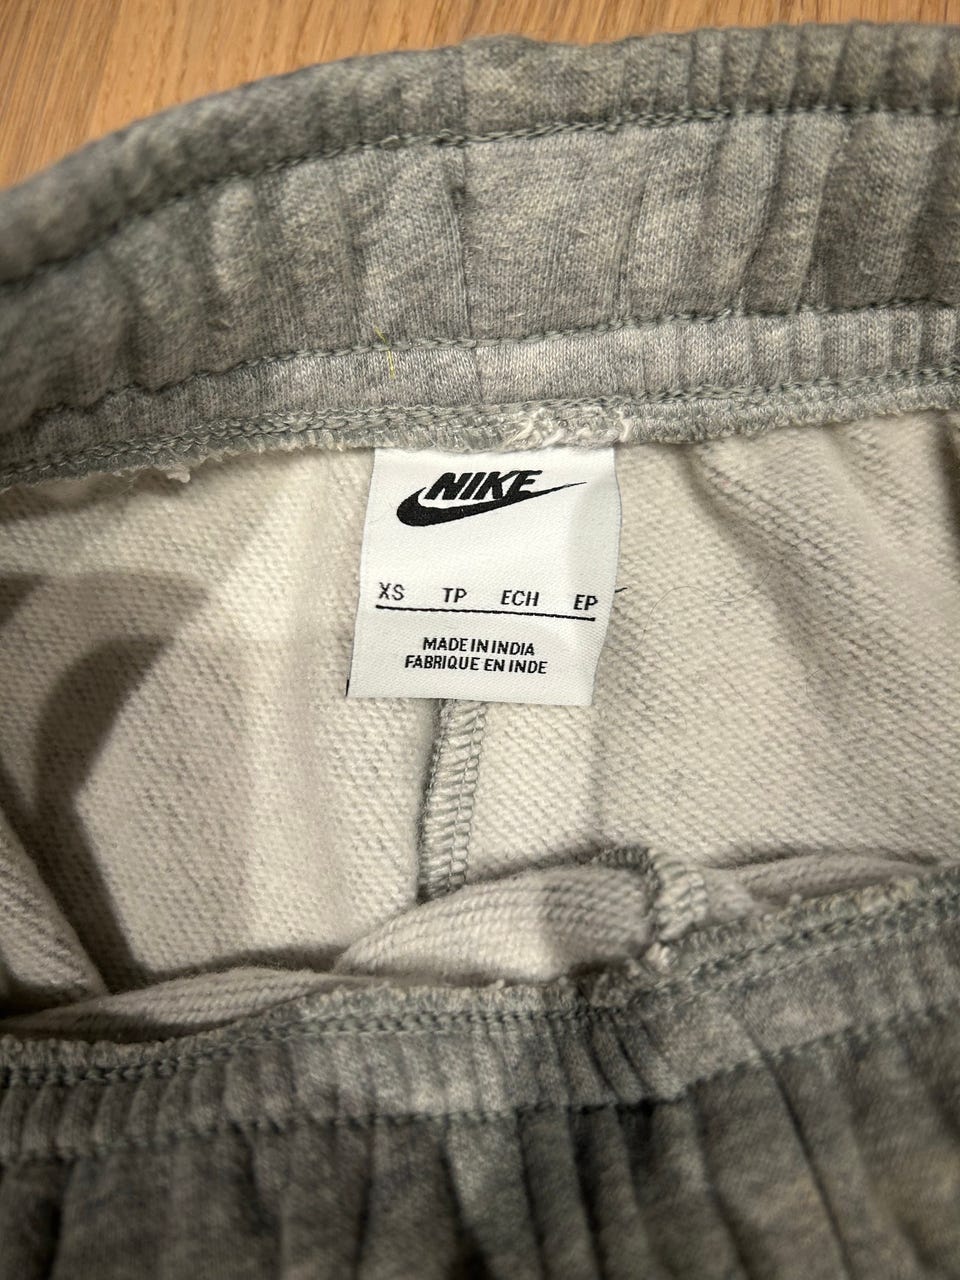 NIKE
XS TP ECH EP
MADE IN INDIA
FABRIQUE EN INDE